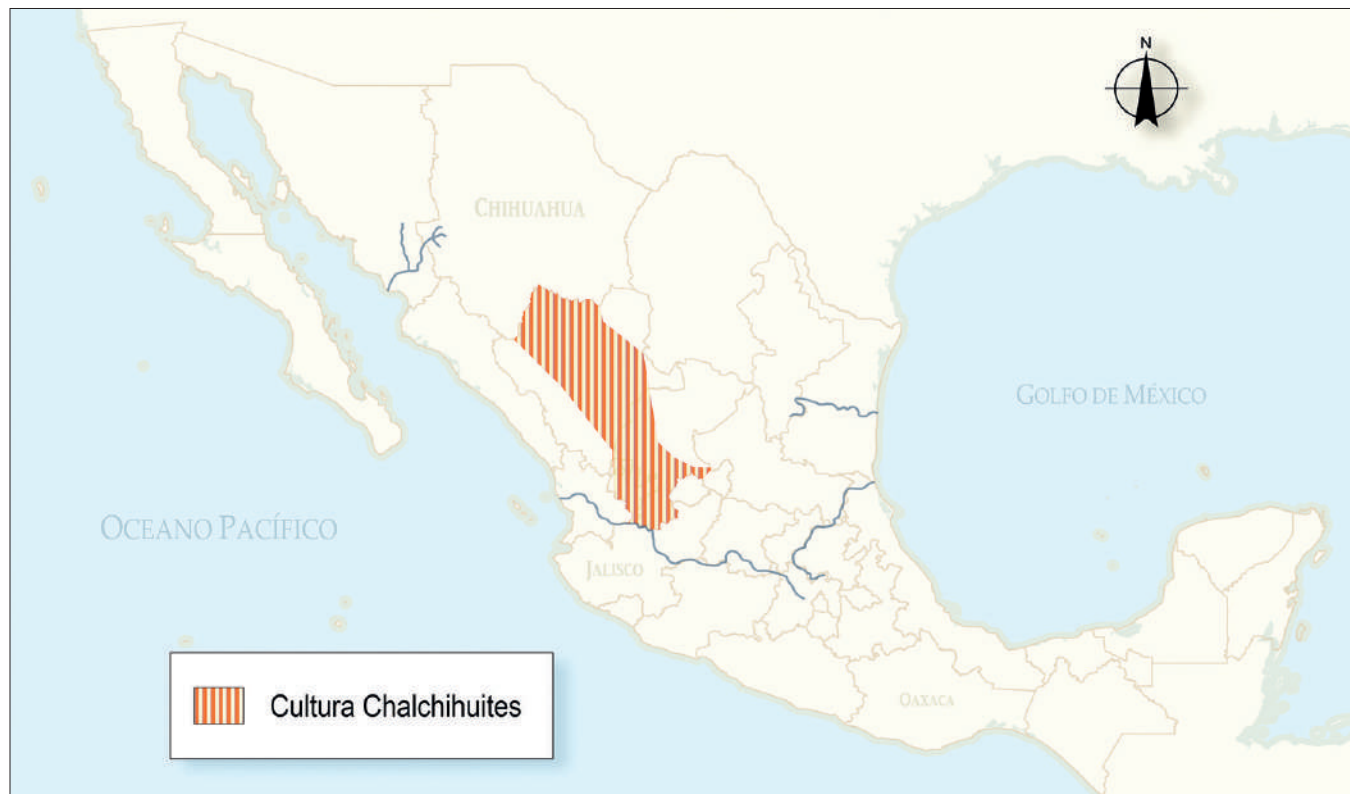 N
CHIHUAHUA
GOLFO DE MÉXICO
OCEANO PACÍFICO
JALISCO
OAXACA
Cultura Chalchihuites